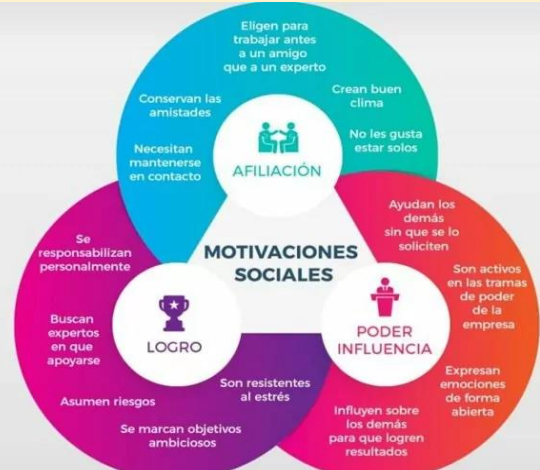 Eligen para
trabajar antes
a un amigo
que a un experto
Crean buen
clima
Conservan las
amistades
No les gusta
estar solos
Necesitan
mantenerse
en contacto
AFILIACIÓN
MOTIVACIONES
SOCIALES
Ayudan los
demás
sin que se lo
soliciten
Son activos
en las tramas
de poder
de la
empresa
PODER
INFLUENCIA
Expresan
emociones
de forma
abierta
Influyen sobre
los demás
para que logren
resultados
Se
responsabilizan
personalmente
Buscan
expertos
en que
apoyarse
LOGRO
Asumen riesgos
Son resistentes
al estrés
Se marcan objetivos
ambiciosos